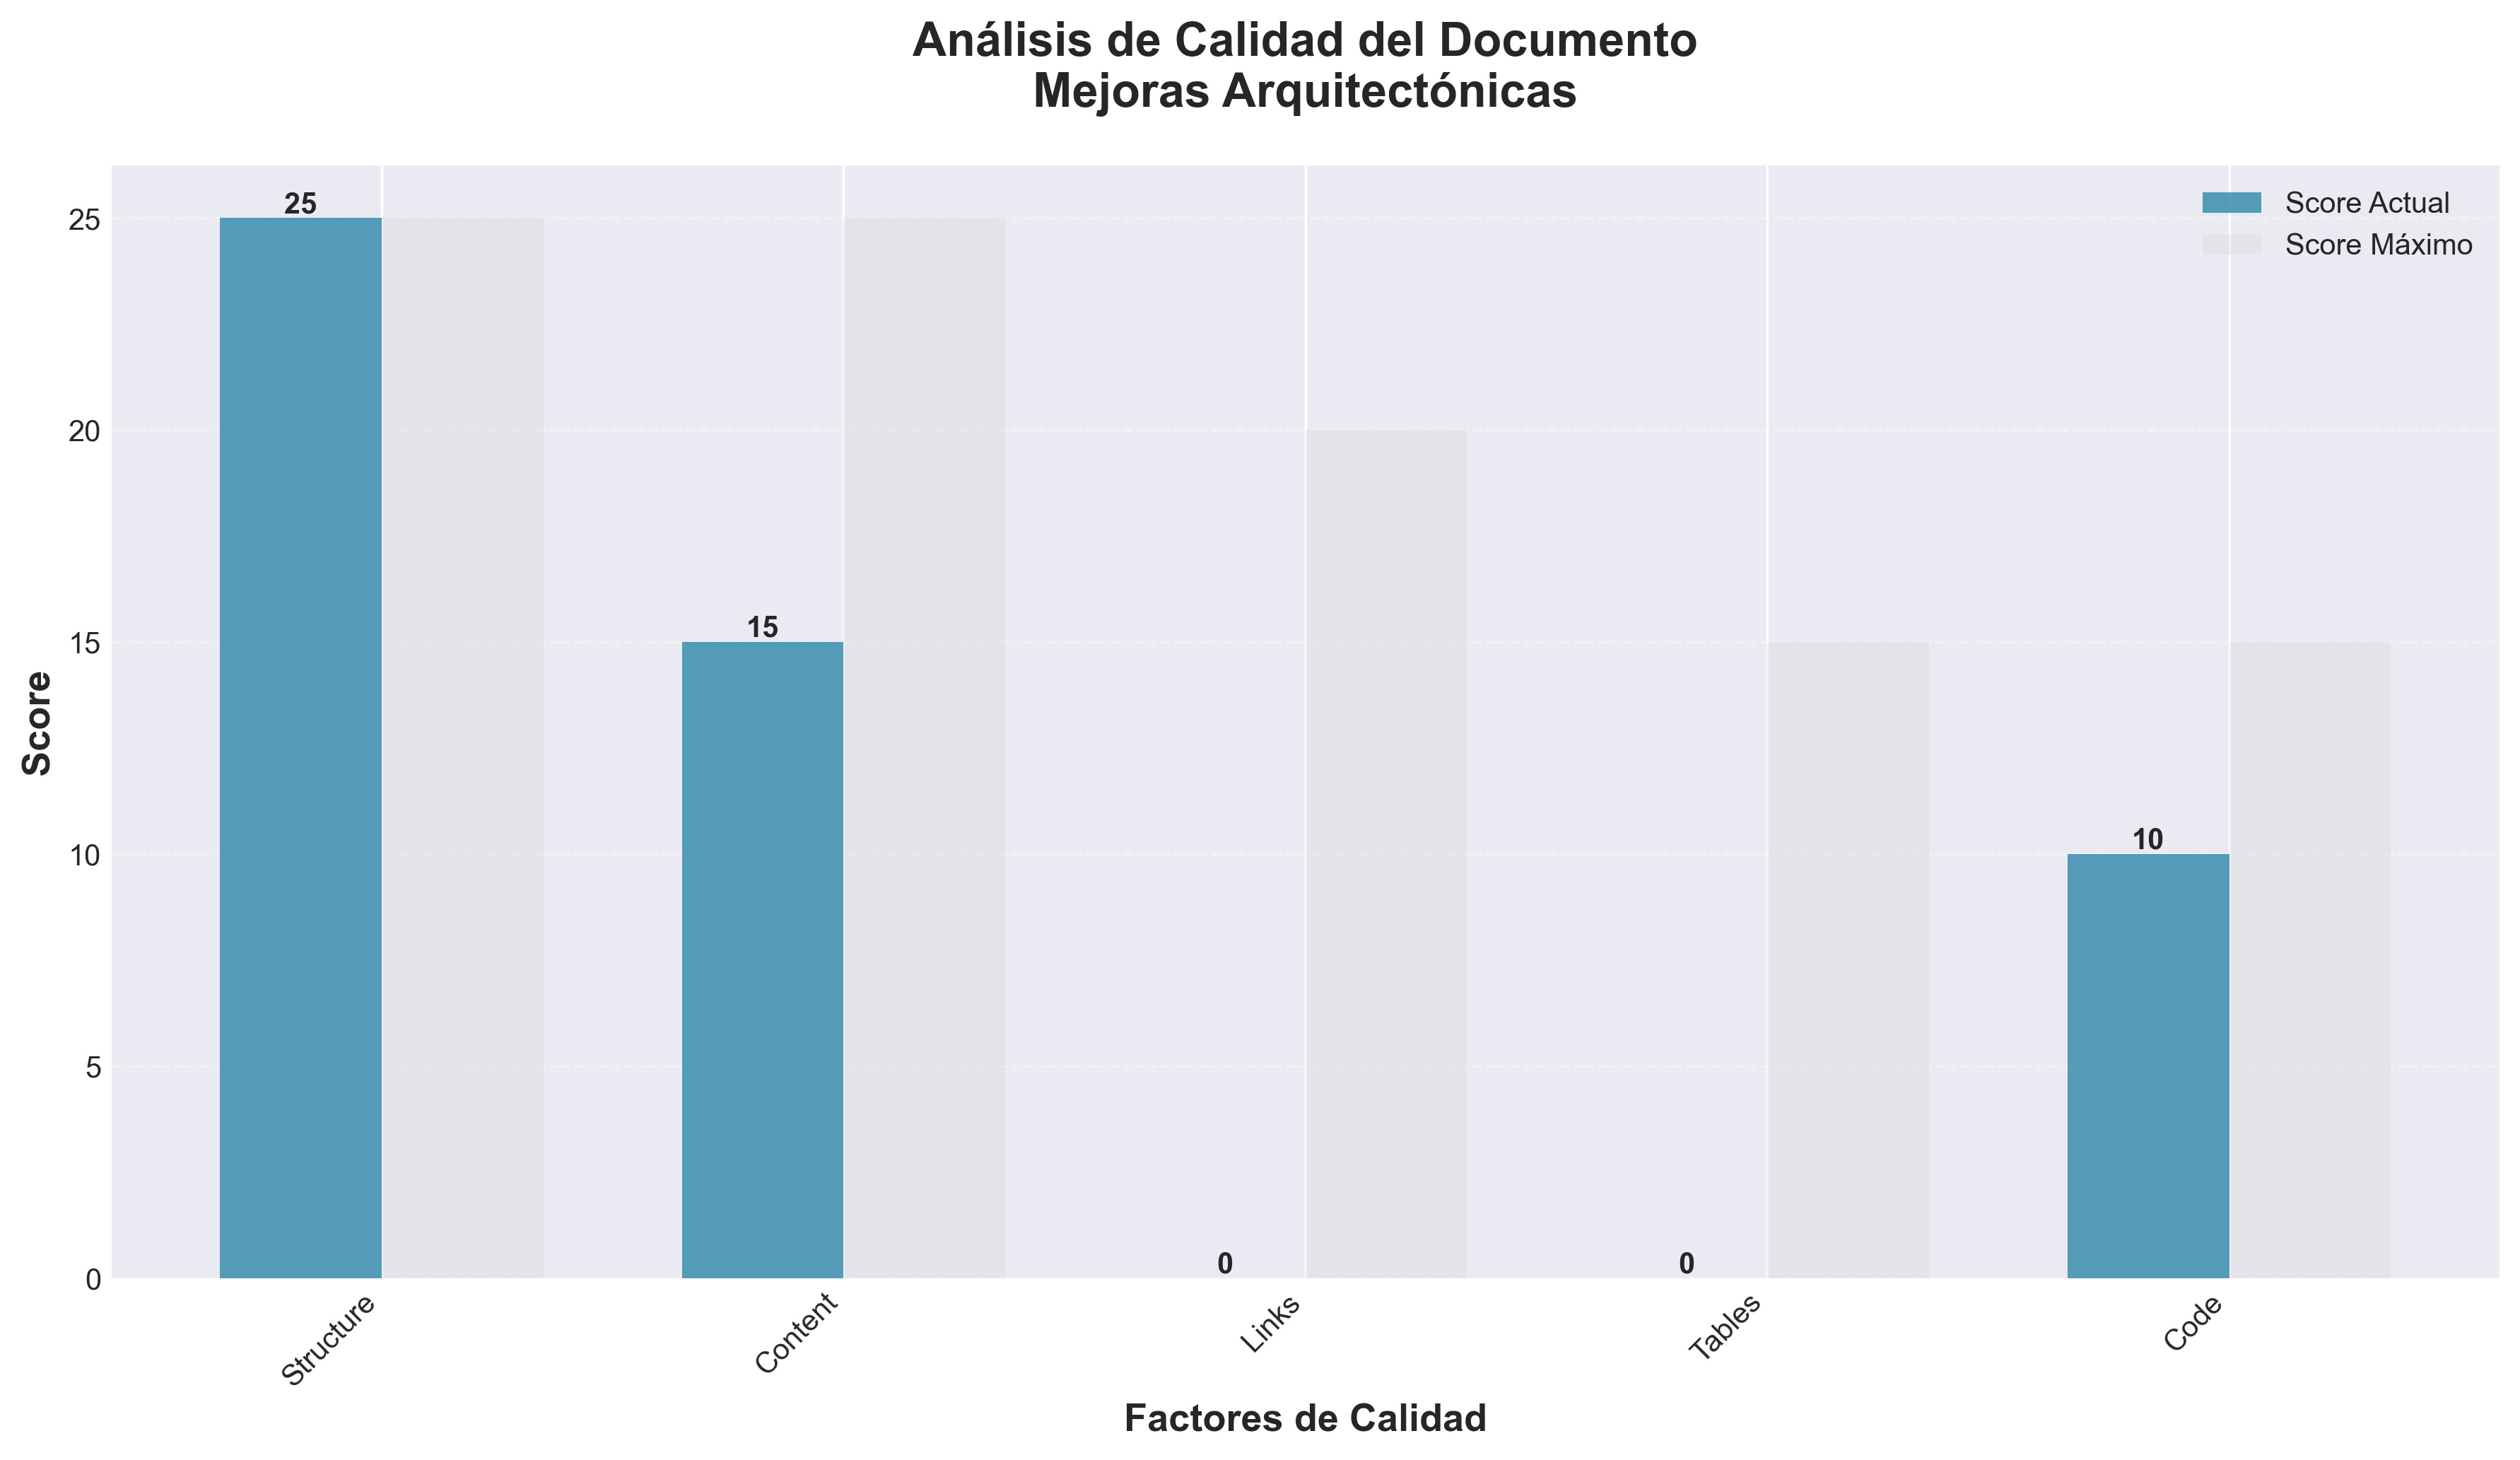 Análisis de Calidad del Documento
Mejoras Arquitectónicas
Score Actual
Score Máximo
Score
25
20
15
10
5
0
25
15
0
0
10
Structure
Content
Links
Tables
Code
Factores de Calidad